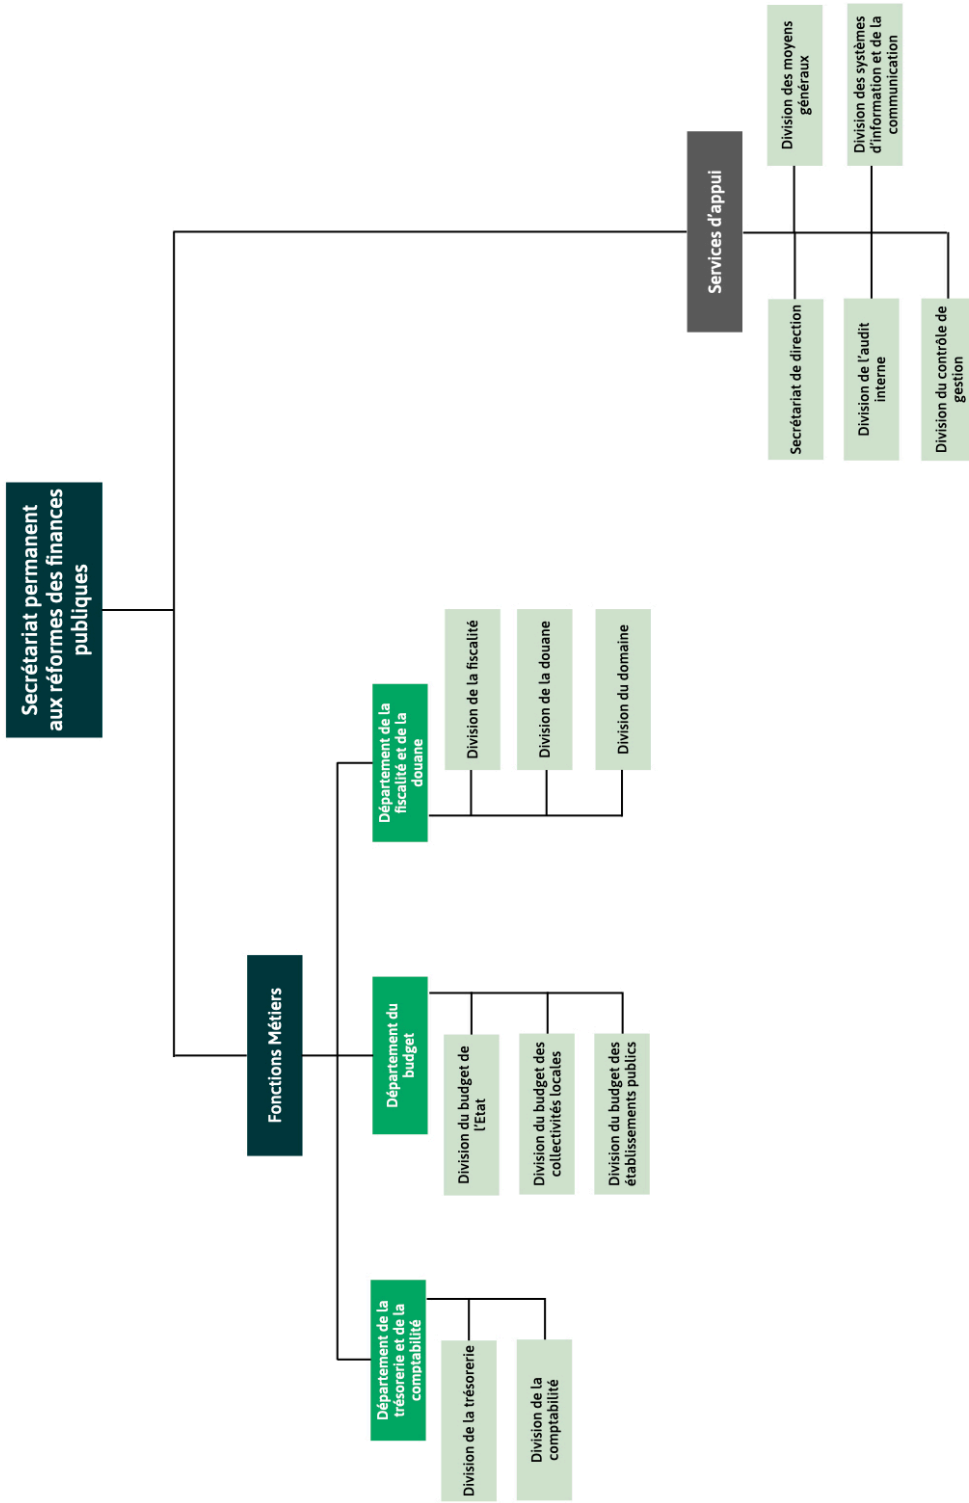 Secrétariat permanent
aux réformes des finances
publiques
Fonctions Métiers
Services d’appui
Département de la
trésorerie et de la
comptabilité
Division de la trésorerie
Division de la
comptabilité
Département du
budget
Division du budget de
l’Etat
Division du budget des
collectivités locales
Division du budget des
établissements publics
Département de la
fiscalité et de la
douane
Division de la fiscalité
Division de la douane
Division du domaine
Secrétariat de direction
Division des moyens
généraux
Division de l’audit
interne
Division des systèmes
d’information et de la
communication
Division du contrôle de
gestion